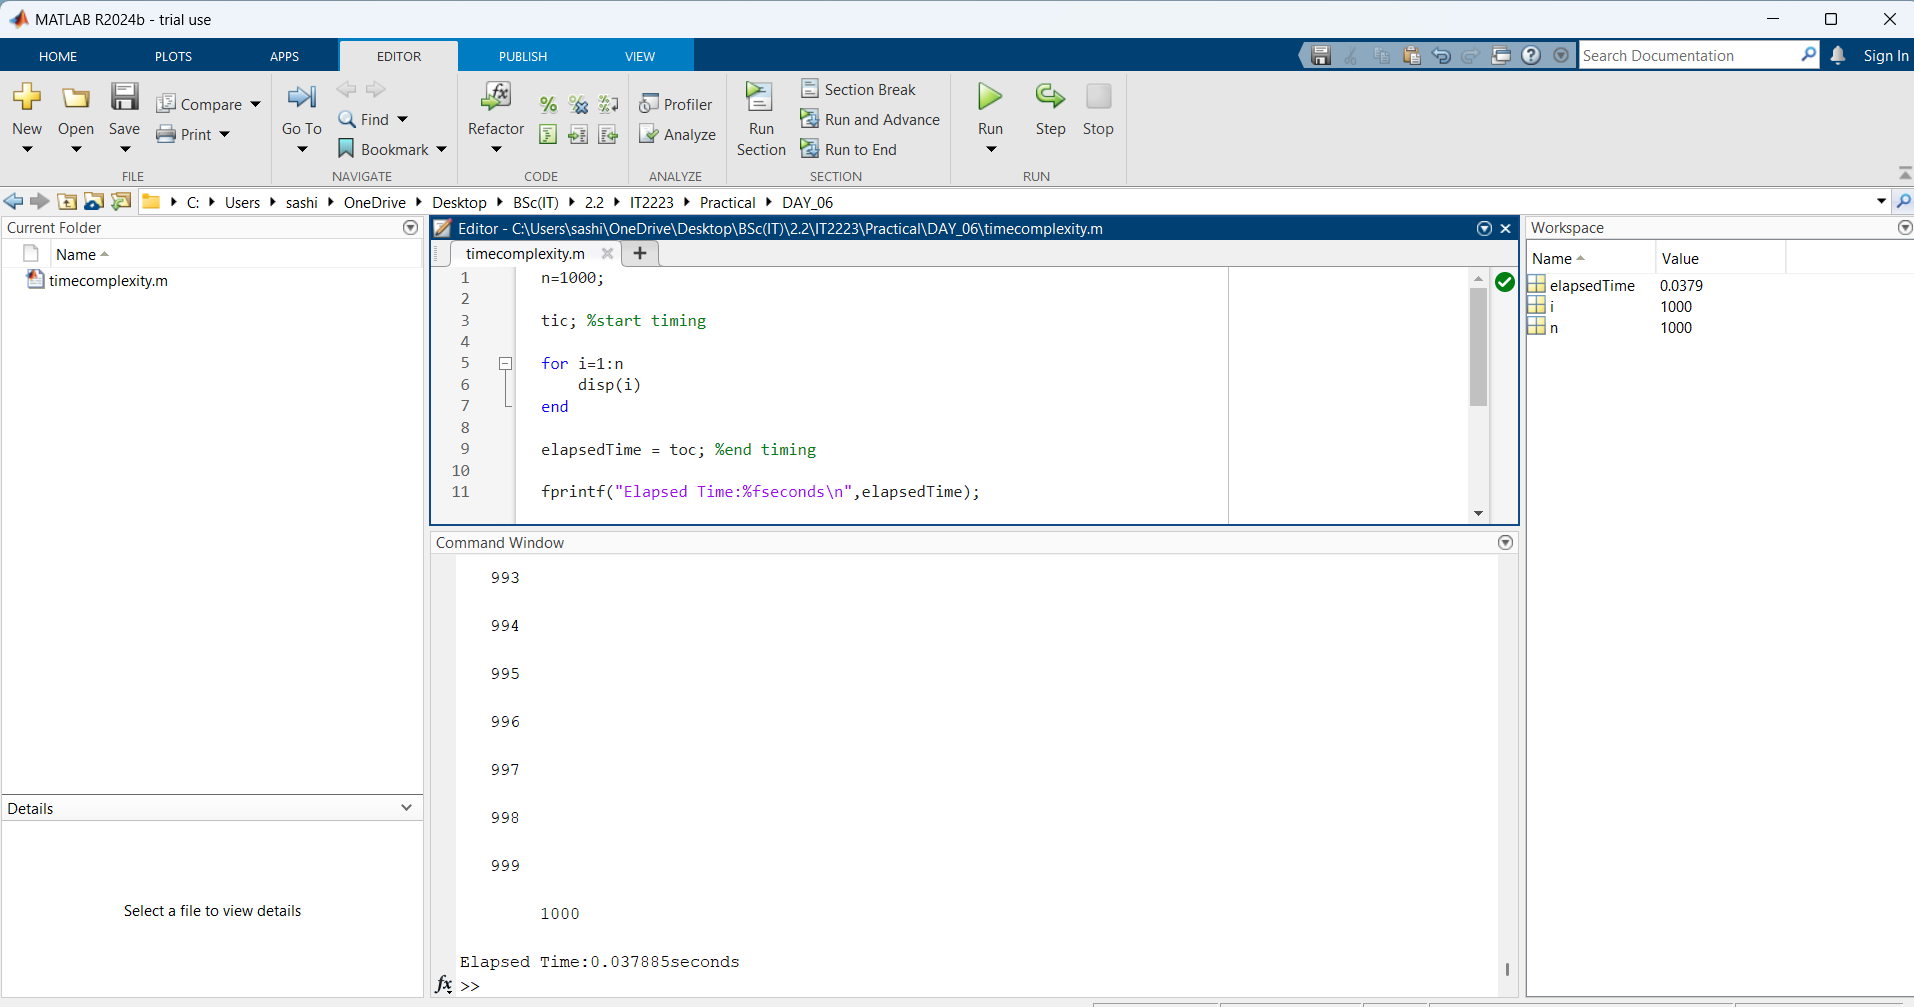 MATLAB R2024b - trial use
HOME PLOTS APPS EDITOR PUBLISH VIEW Search Documentation Sign In
New Open Save Compare Print Go To Find Bookmark Refactor Profiler Analyze Run Section Section Break Run and Advance Run to End Run Step Stop
FILE NAVIGATE CODE ANALYZE SECTION RUN
C: Users sashi OneDrive Desktop BSc(IT) 2.2 IT2223 Practical DAY_06
Current Folder
Name
timecomplexity.m
Details
Select a file to view details
Editor - C:\Users\sashi\OneDrive\Desktop\BSc(IT)\2.2\IT2223\Practical\DAY_06\timecomplexity.m
timecomplexity.m
1 n=1000;
2
3 tic; %start timing
4
5 for i=1:n
6 disp(i)
7 end
8
9 elapsedTime = toc; %end timing
10
11 fprintf("Elapsed Time:%fseconds\n",elapsedTime);
Command Window
993
994
995
996
997
998
999
1000
Elapsed Time:0.037885seconds
fx >>
Workspace
Name Value
elapsedTime 0.0379
i 1000
n 1000